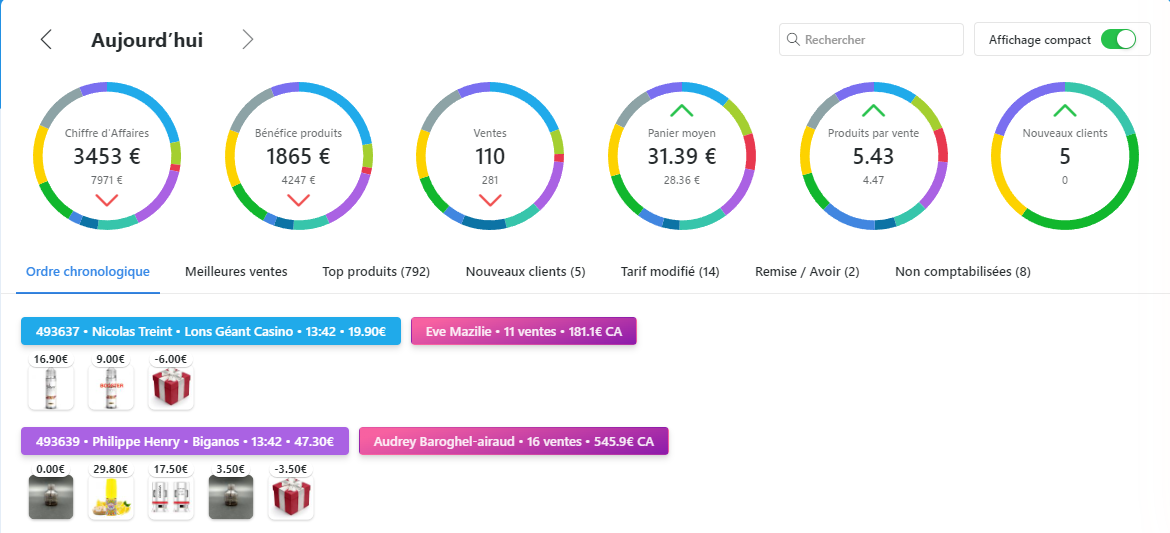 Aujourd'hui
Rechercher
Affichage compact
Chiffre d'Affaires
3453 €
7971 €
Bénéfice produits
1865 €
4247 €
Ventes
110
281
Panier moyen
31.39 €
28.36 €
Produits par vente
5.43
4.47
Nouveaux clients
5
0
Ordre chronologique
Meilleures ventes
Top produits (792)
Nouveaux clients (5)
Tarif modifié (14)
Remise / Avoir (2)
Non comptabilisées (8)
493637 • Nicolas Treint • Lons Géant Casino • 13:42 • 19.90€
Eve Mazilie • 11 ventes • 181.1€ CA
16.90€
9.00€
-6.00€
BOOSTER
493639 • Philippe Henry • Biganos • 13:42 • 47.30€
Audrey Baroghel-airaud • 16 ventes • 545.9€ CA
0.00€
29.80€
17.50€
3.50€
-3.50€